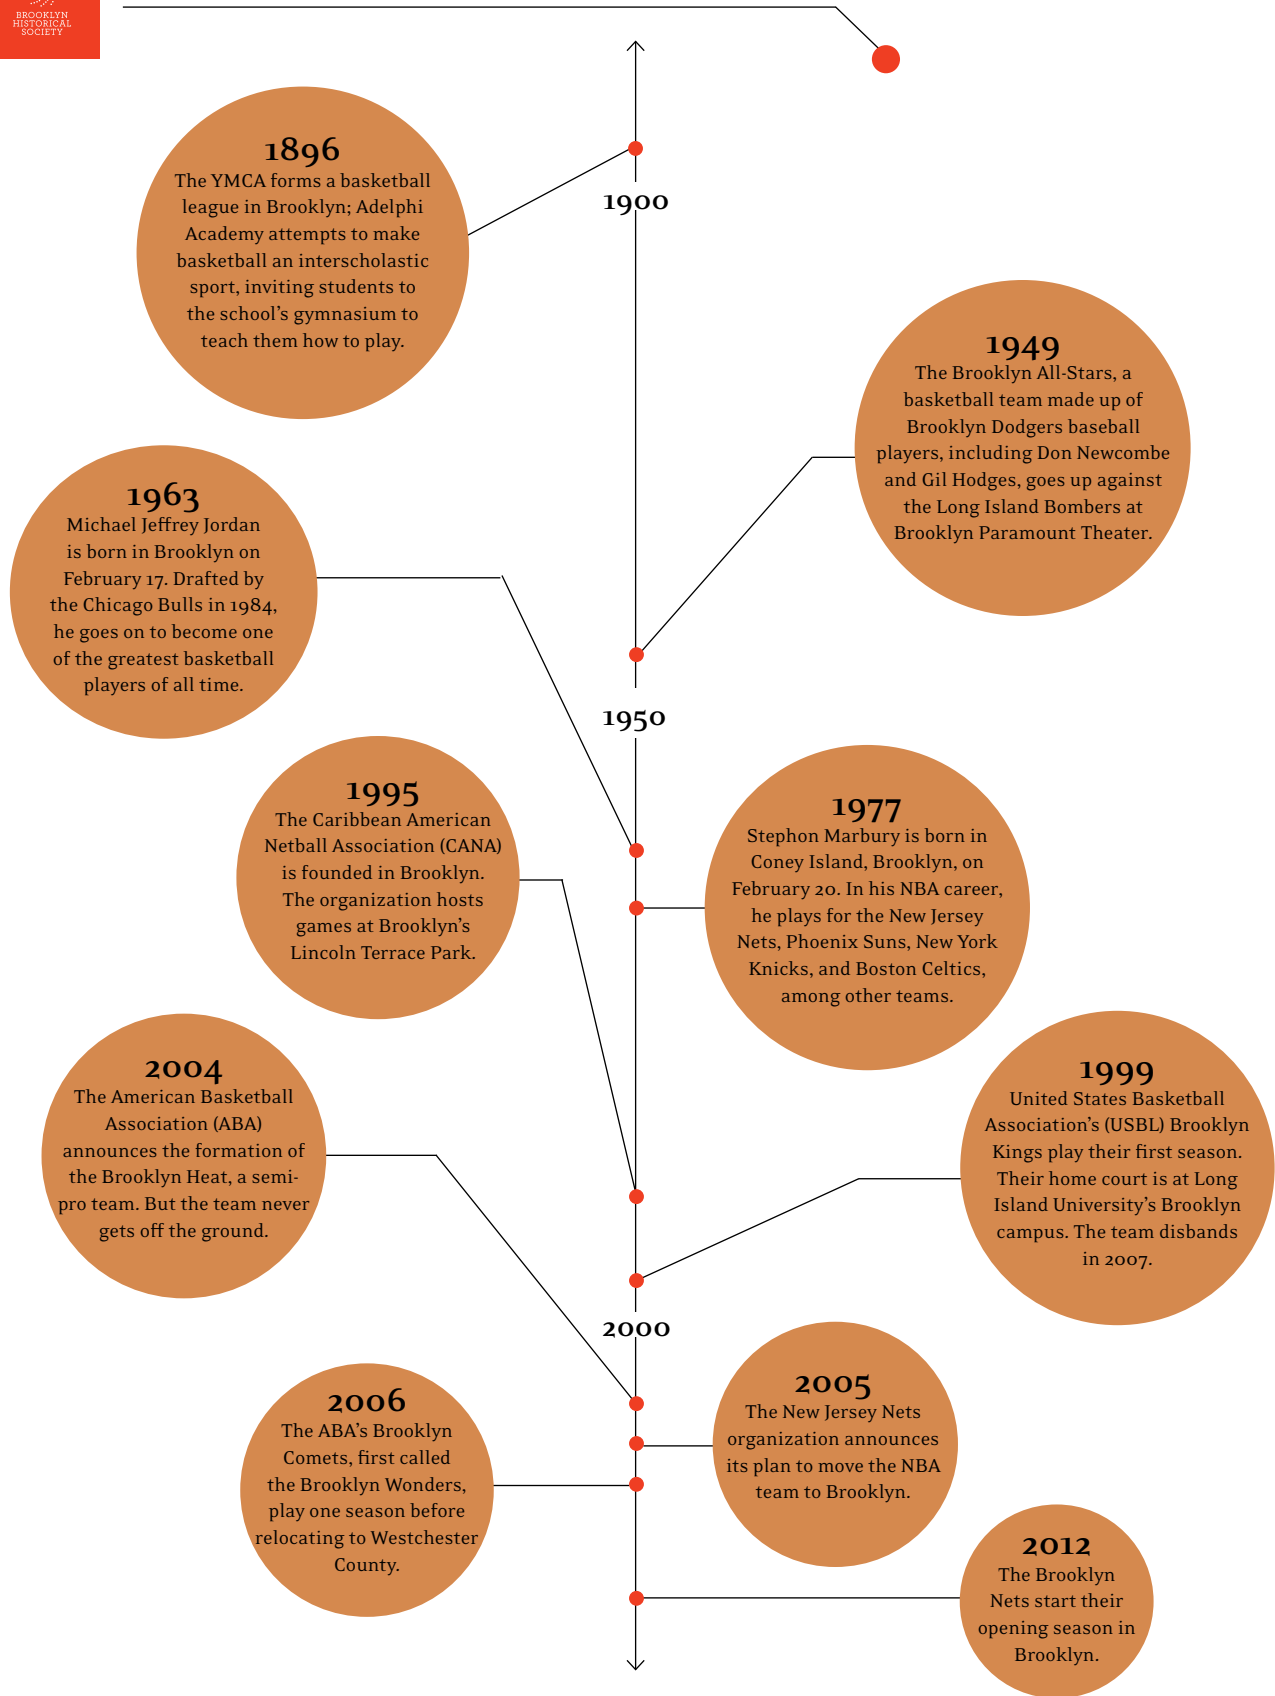 BROOKLYN
HISTORICAL
SOCIETY
1896
The YMCA forms a basketball
league in Brooklyn; Adelphi
Academy attempts to make
basketball an interscholastic
sport, inviting students to
the school’s gymnasium to
teach them how to play.
1900
1949
The Brooklyn All-Stars, a
basketball team made up of
Brooklyn Dodgers baseball
players, including Don Newcombe
and Gil Hodges, goes up against
the Long Island Bombers at
Brooklyn Paramount Theater.
1963
Michael Jeffrey Jordan
is born in Brooklyn on
February 17. Drafted by
the Chicago Bulls in 1984,
he goes on to become one
of the greatest basketball
players of all time.
1950
1995
The Caribbean American
Netball Association (CANA)
is founded in Brooklyn.
The organization hosts
games at Brooklyn’s
Lincoln Terrace Park.
1977
Stephon Marbury is born in
Coney Island, Brooklyn, on
February 20. In his NBA career,
he plays for the New Jersey
Nets, Phoenix Suns, New York
Knicks, and Boston Celtics,
among other teams.
2004
The American Basketball
Association (ABA)
announces the formation of
the Brooklyn Heat, a semi-
pro team. But the team never
gets off the ground.
1999
United States Basketball
Association’s (USBL) Brooklyn
Kings play their first season.
Their home court is at Long
Island University’s Brooklyn
campus. The team disbands
in 2007.
2000
2006
The ABA’s Brooklyn
Comets, first called
the Brooklyn Wonders,
play one season before
relocating to Westchester
County.
2005
The New Jersey Nets
organization announces
its plan to move the NBA
team to Brooklyn.
2012
The Brooklyn
Nets start their
opening season in
Brooklyn.